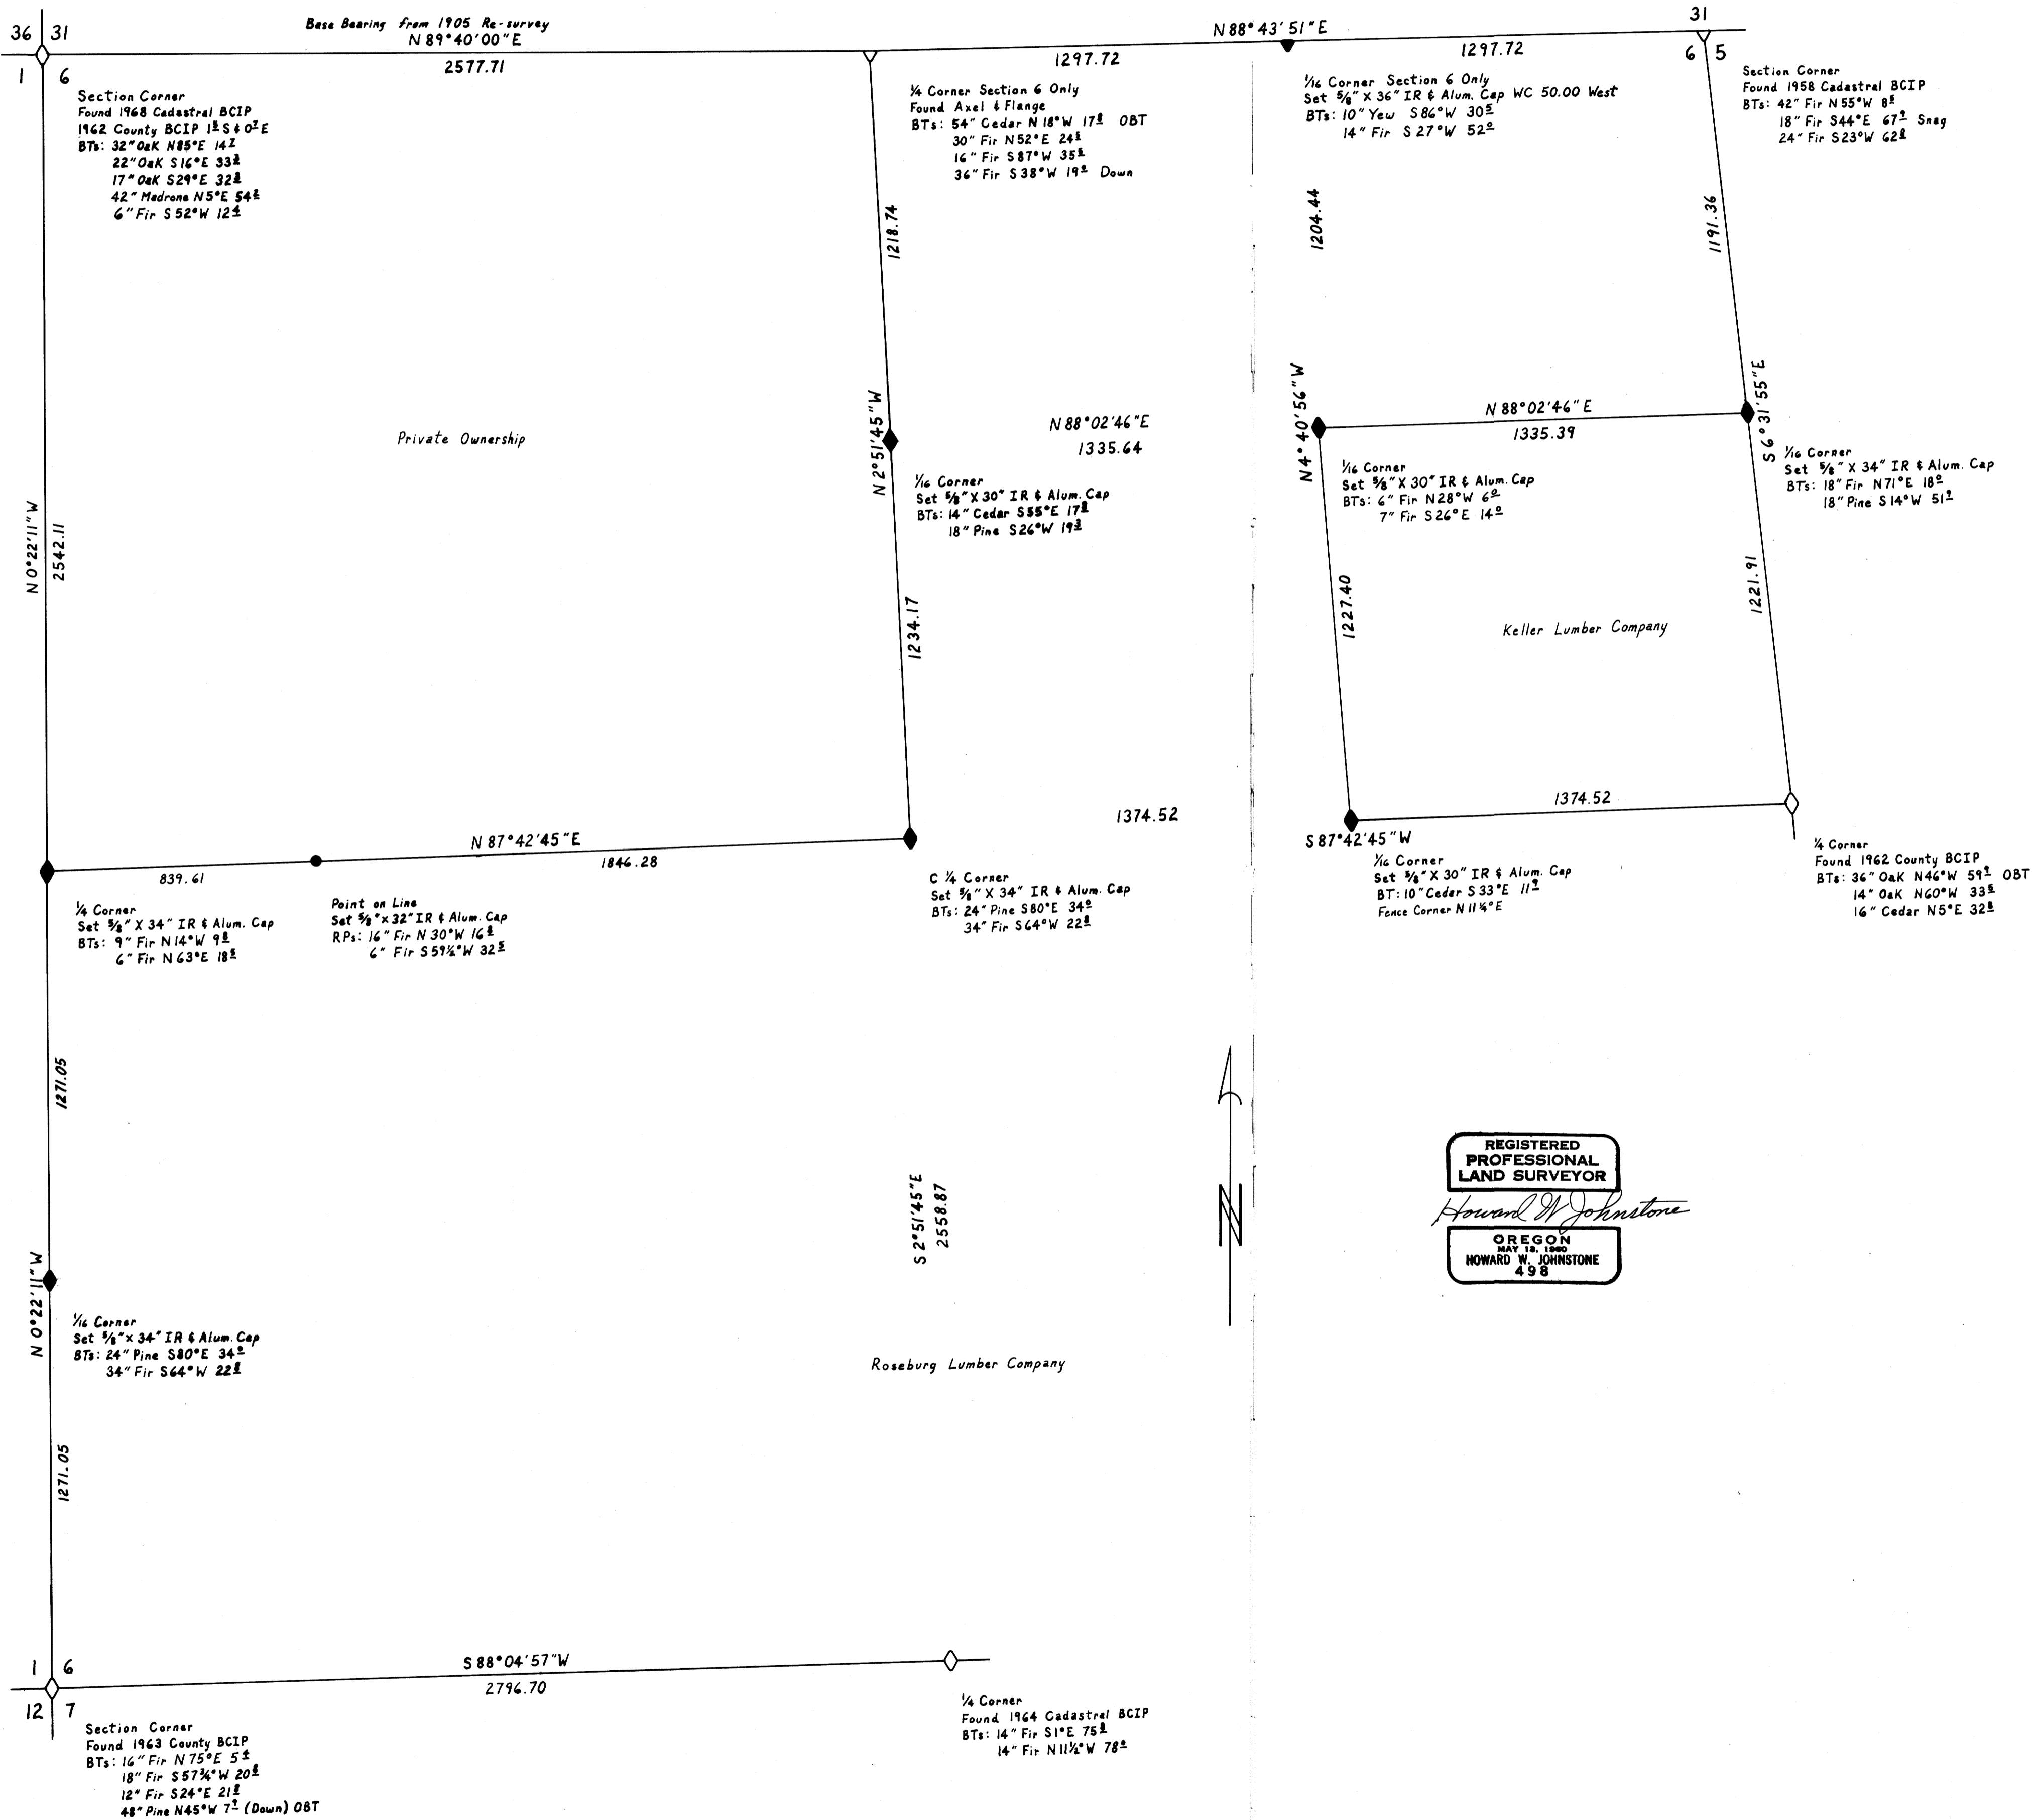 36 31
Base Bearing from 1905 Re-survey
N 89°40'00"E
2577.71
1 6
Section Corner
Found 1968 Cadastral BCIP
BTs: 32" Oak N85°E
22" Oak S16°E
17" Oak S29°E
42" Madrone N5°E
6" Fir S52°W
N 88°43'51"E
1297.72
1297.72
31
6 5
1/4 Corner Section 6 Only
Found Axel & Flange
BTs: 54" Cedar N18°W OBT
30" Fir N52°E
16" Fir S87°W
36" Fir S38°W Down
1/16 Corner Section 6 Only
Set 5/8" X 36" IR & Alum. Cap WC 50.00 West
BTs: 10" Yew S86°W
14" Fir S27°W
Section Corner
Found 1958 Cadastral BCIP
BTs: 42" Fir N55°W
18" Fir S44°E Snag
24" Fir S23°W
1218.74
1204.44
1191.36
Private Ownership
N 2°51'45"W
N 88°02'46"E
1335.64
N4°40'56"W
N 88°02'46"E
1335.39
S 6°31'55"E
1/16 Corner
Set 5/8" X 30" IR & Alum. Cap
BTs: 14" Cedar S55°E
18" Pine S26°W
1/16 Corner
Set 5/8" X 30" IR & Alum. Cap
BTs: 6" Fir N28°W
7" Fir S26°E
1/16 Corner
Set 5/8" X 34" IR & Alum. Cap
BTs: 18" Fir N71°E
18" Pine S14°W
N 0°22'11"W
2542.11
1234.17
1227.40
1221.91
Keller Lumber Company
N 87°42'45"E
839.61
1846.28
1374.52
1374.52
S 87°42'45"W
1/4 Corner
Set 5/8" X 34" IR & Alum. Cap
BTs: 9" Fir N14°W
6" Fir N63°E
Point on Line
Set 5/8" x 32" IR & Alum. Cap
RPs: 16" Fir N30°W
6" Fir S59½°W
C 1/4 Corner
Set 5/8" X 34" IR & Alum. Cap
BTs: 24" Pine S80°E
34" Fir S64°W
1/16 Corner
Set 5/8" X 30" IR & Alum. Cap
BT: 10" Cedar S33°E
Fence Corner N11¼°E
1/4 Corner
Found 1962 County BCIP
BTs: 36" Oak N46°W OBT
14" Oak N60°W
16" Cedar N5°E
1271.05
S 2°51'45"E
2558.87
N
REGISTERED
PROFESSIONAL
LAND SURVEYOR
Howard W Johnstone
OREGON
MAY 13, 1960
HOWARD W. JOHNSTONE
498
N 0°22'11"W
1/16 Corner
Set 5/8" x 34" IR & Alum. Cap
BTs: 24" Pine S80°E
34" Fir S64°W
Roseburg Lumber Company
1271.05
1 6
12 7
S 88°04'57"W
2796.70
Section Corner
Found 1963 County BCIP
BTs: 16" Fir N75°E
18" Fir S57¾°W
12" Fir S24°E
48" Pine N45°W (Down) OBT
1/4 Corner
Found 1964 Cadastral BCIP
BTs: 14" Fir S1°E
14" Fir N11½°W